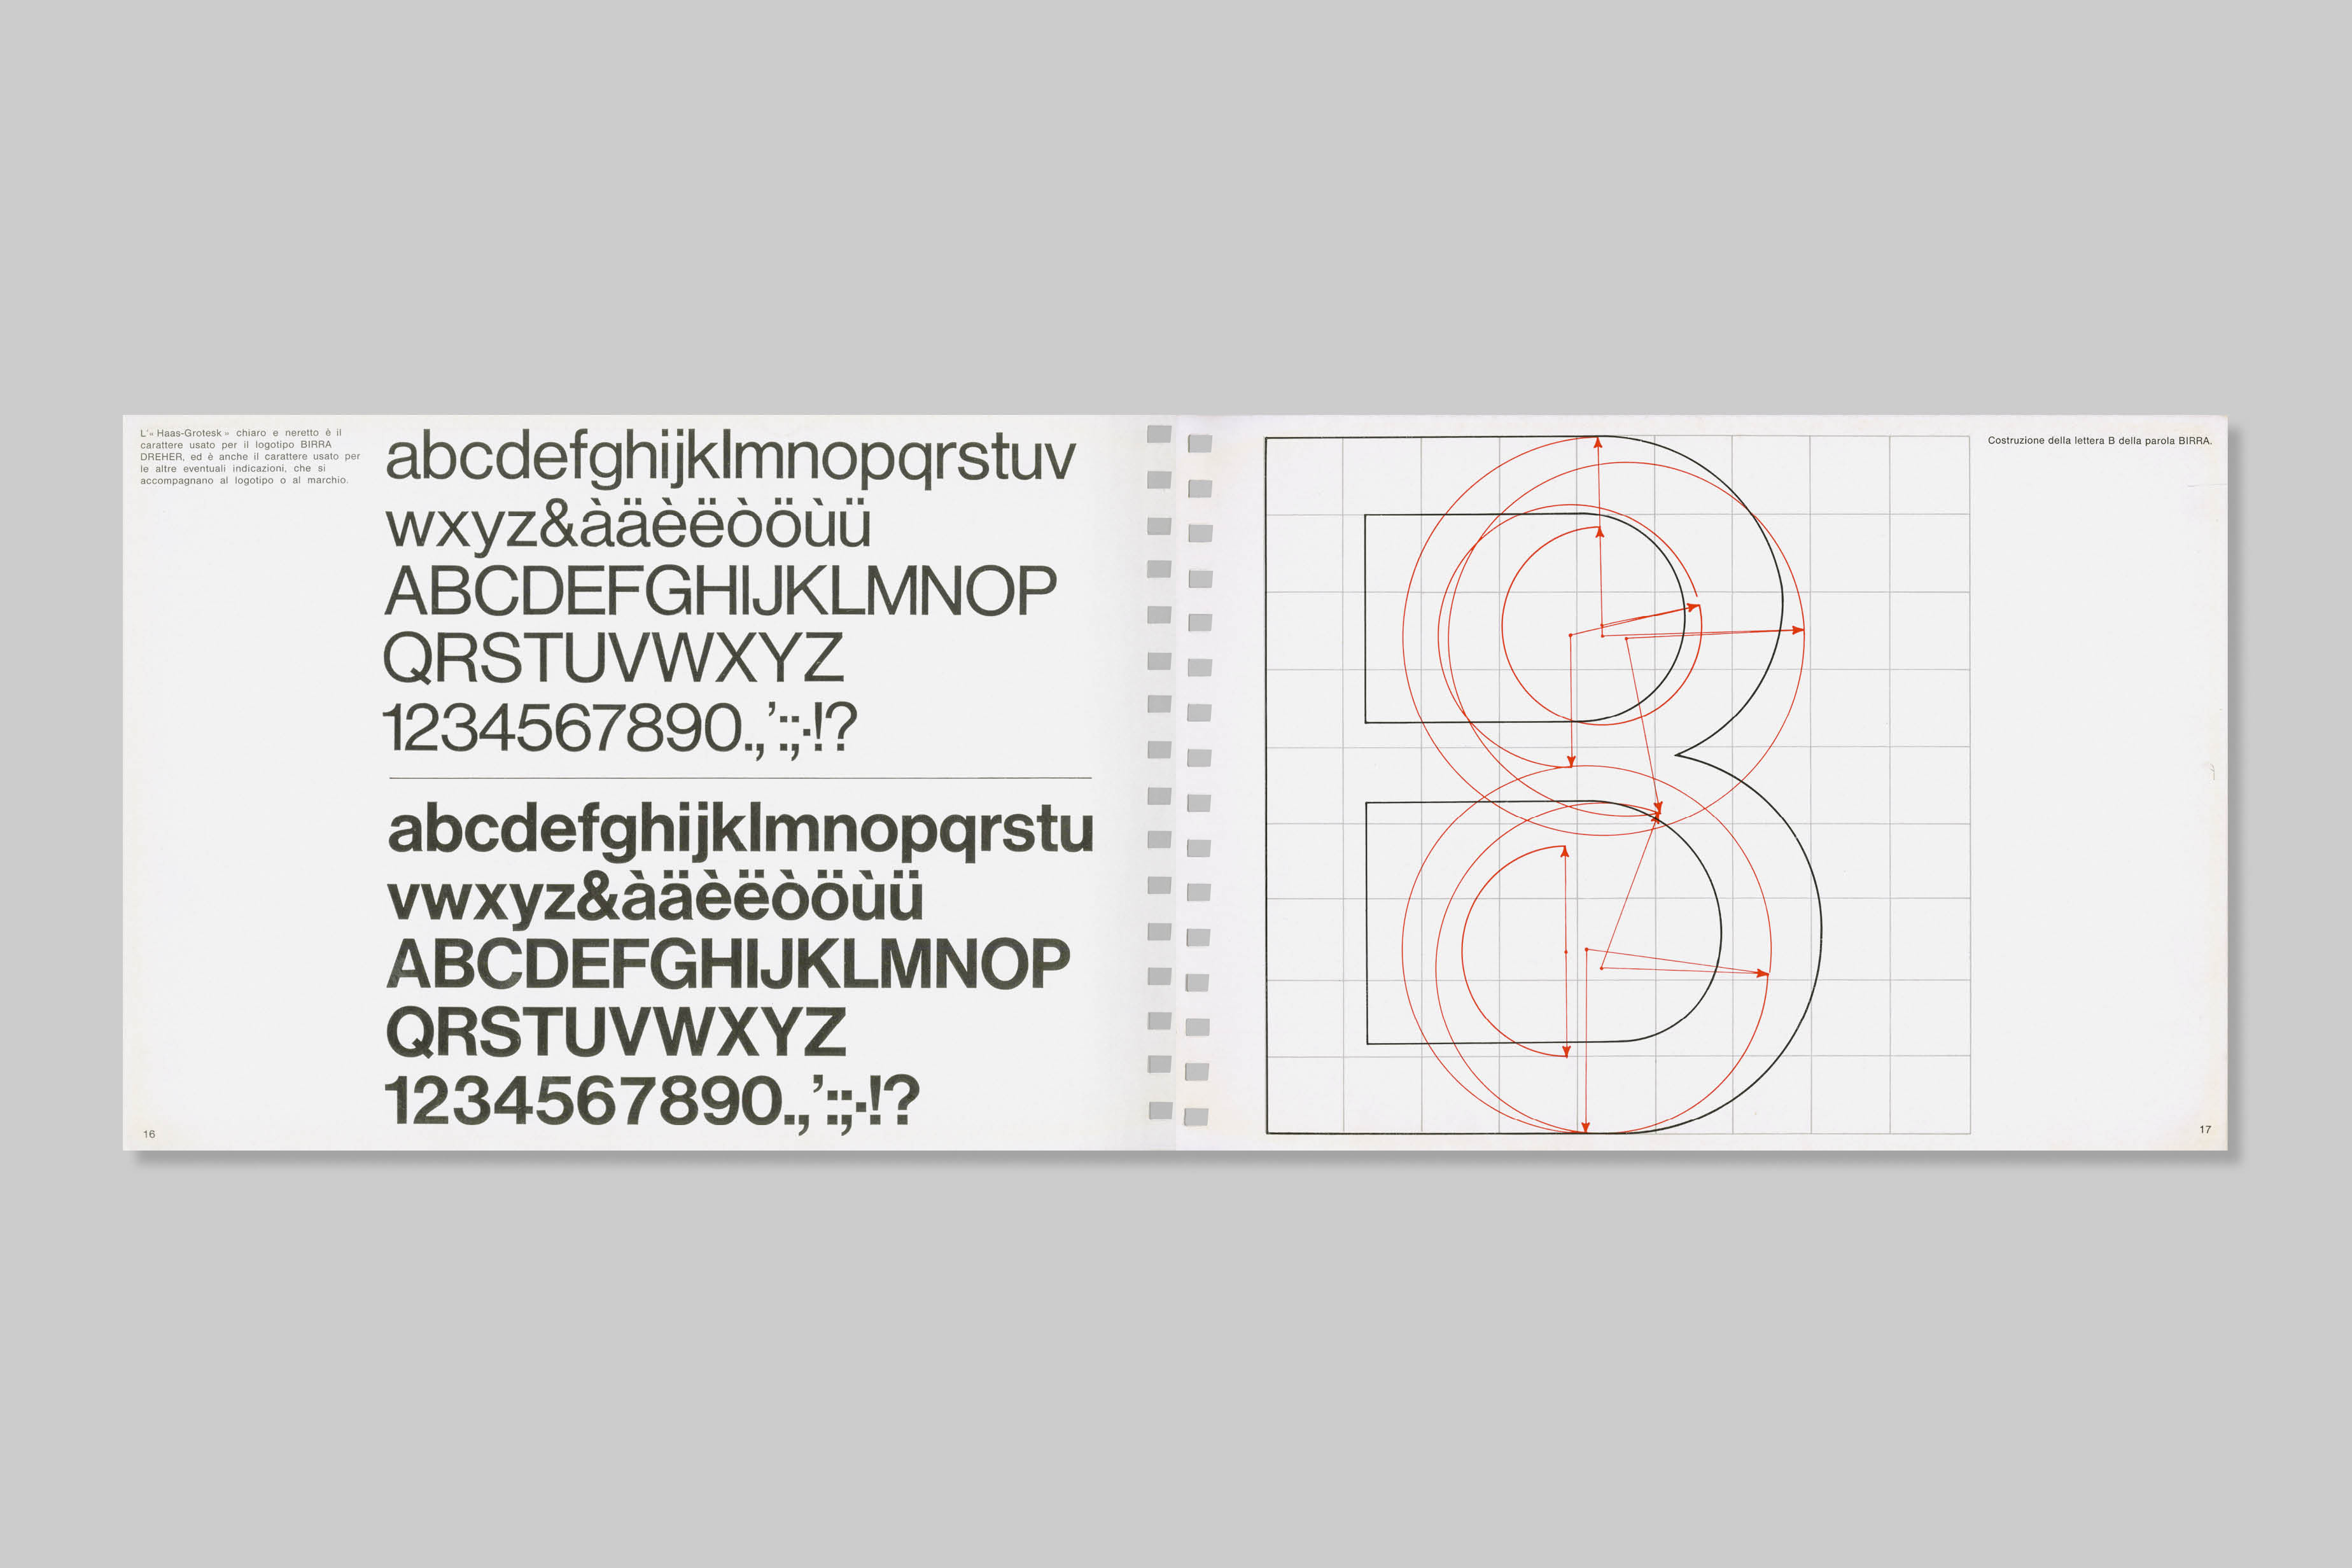 L'« Haas-Grotesk » chiaro e neretto è il
carattere usato per il logotipo BIRRA
DREHER, ed è anche il carattere usato per
le altre eventuali indicazioni, che si
accompagnano al logotipo o al marchio.
abcdefghijklmnopqrstuv
wxyz&àäèëòöùü
ABCDEFGHIJKLMNOP
QRSTUVWXYZ
1234567890.,’:;·!?
abcdefghijklmnopqrstu
vwxyz&àäèëòöùü
ABCDEFGHIJKLMNOP
QRSTUVWXYZ
1234567890.,’:;·!?
16
Costruzione della lettera B della parola BIRRA.
B
17